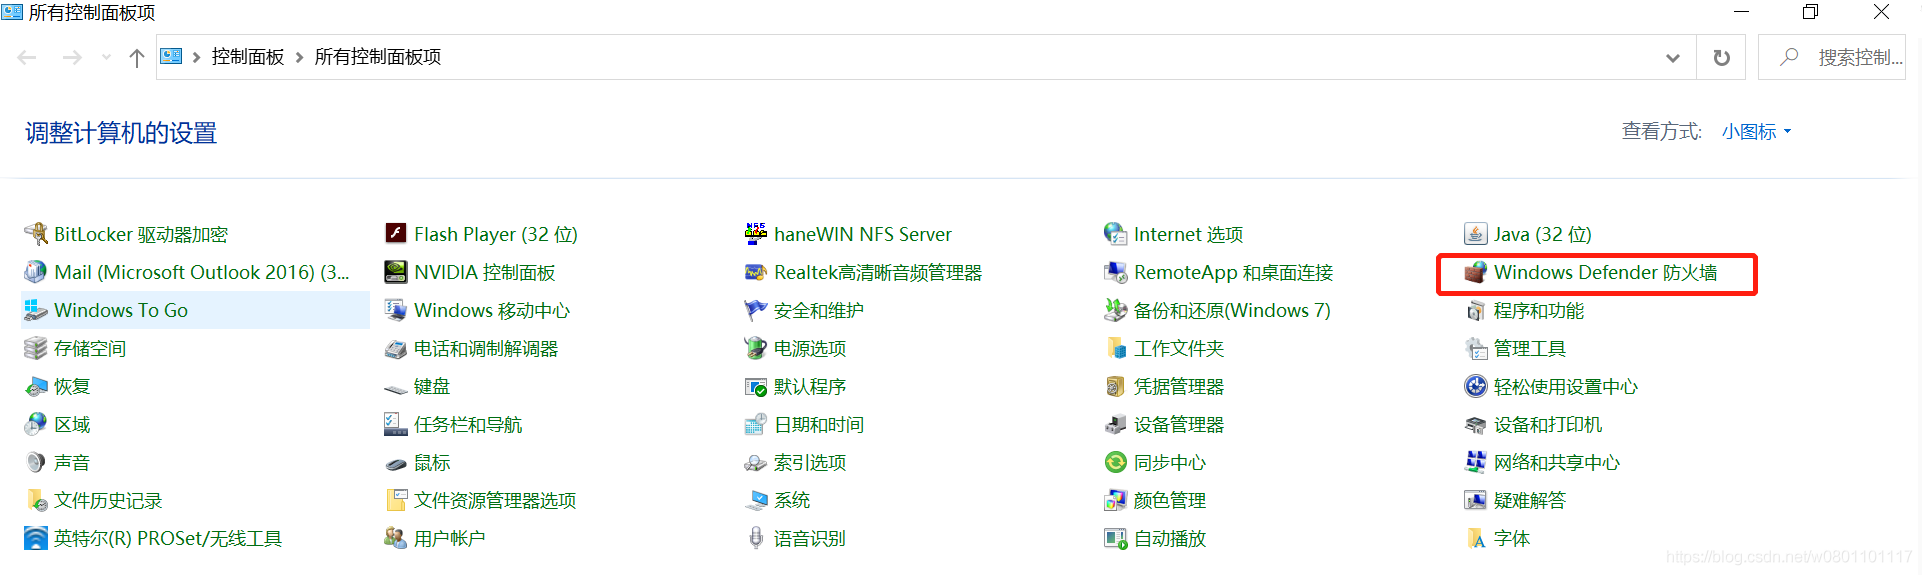 所有控制面板项
控制面板 所有控制面板项
搜索控制...
调整计算机的设置
查看方式: 小图标
BitLocker 驱动器加密 Flash Player (32 位) haneWIN NFS Server Internet 选项 Java (32 位)
Mail (Microsoft Outlook 2016) (3... NVIDIA 控制面板 Realtek高清晰音频管理器 RemoteApp 和桌面连接 Windows Defender 防火墙
Windows To Go Windows 移动中心 安全和维护 备份和还原(Windows 7) 程序和功能
存储空间 电话和调制解调器 电源选项 工作文件夹 管理工具
恢复 键盘 默认程序 凭据管理器 轻松使用设置中心
区域 任务栏和导航 日期和时间 设备管理器 设备和打印机
声音 鼠标 索引选项 同步中心 网络和共享中心
文件历史记录 文件资源管理器选项 系统 颜色管理 疑难解答
英特尔(R) PROSet/无线工具 用户帐户 语音识别 自动播放 字体
https://blog.csdn.net/w0801101117